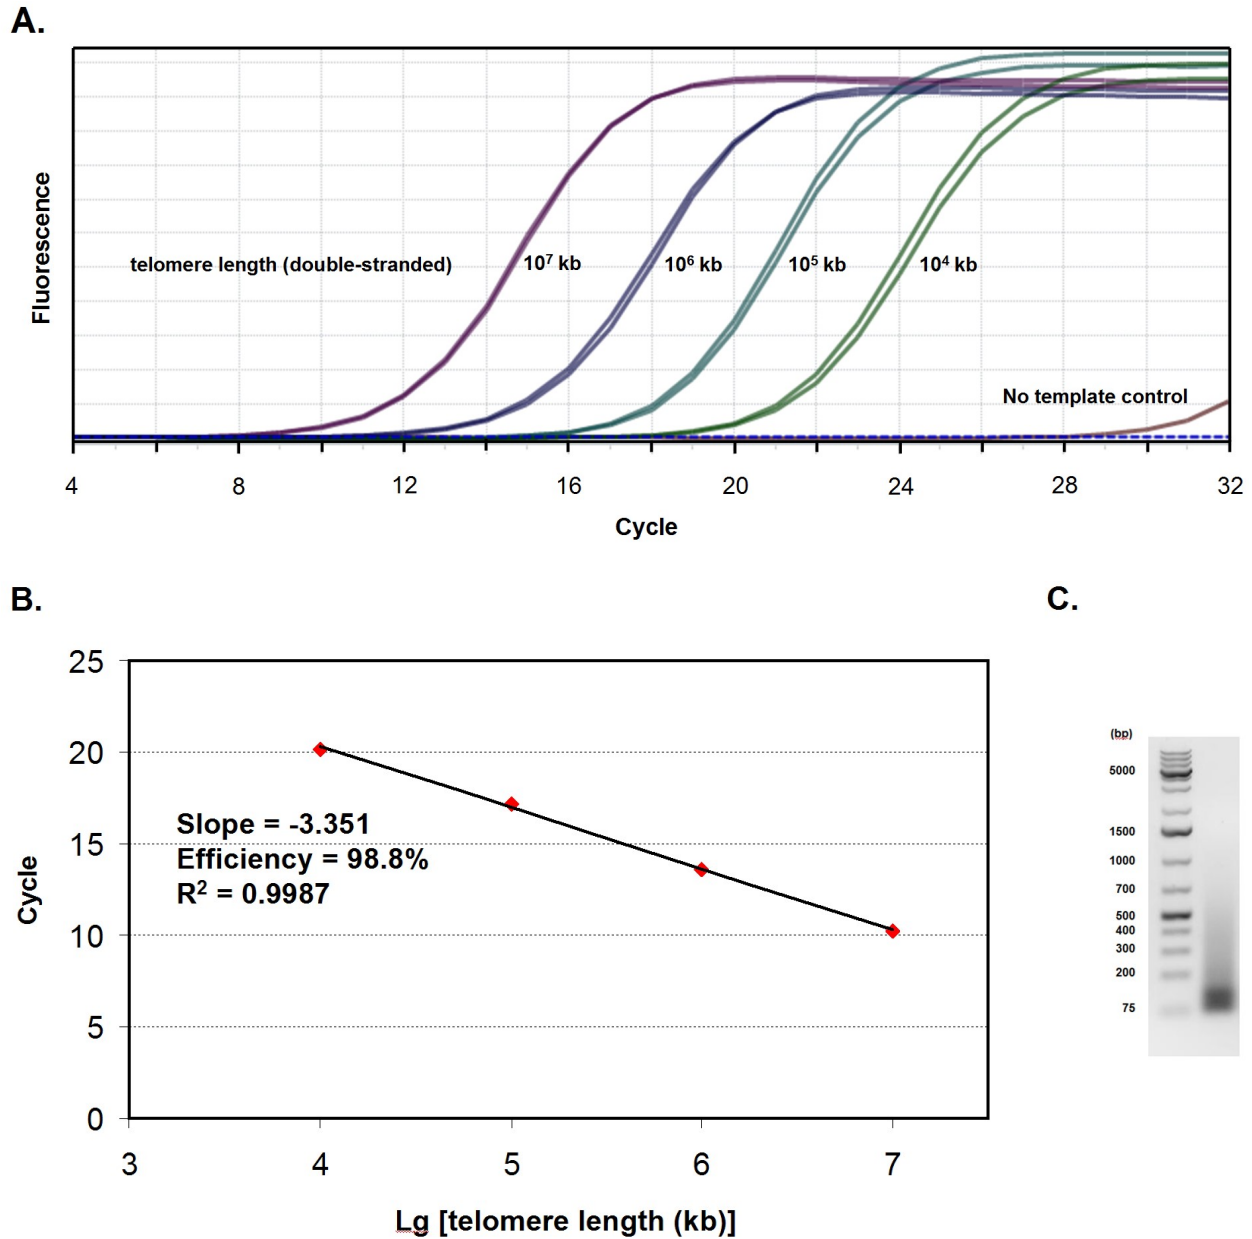 A.
Fluorescence
telomere length (double-stranded)
10⁷ kb
10⁶ kb
10⁵ kb
10⁴ kb
No template control
4 8 12 16 20 24 28 32
Cycle
B.
25
20
15
10
5
0
Cycle
Slope = -3.351
Efficiency = 98.8%
R² = 0.9987
3 4 5 6 7
Lg [telomere length (kb)]
C.
(bp)
5000
1500
1000
700
500
400
300
200
75